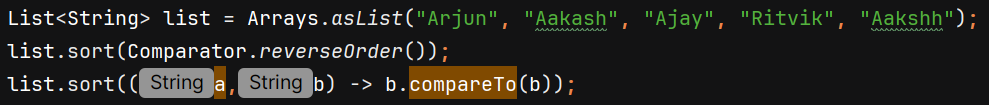 List<String> list = Arrays.asList("Arjun", "Aakash", "Ajay", "Ritvik", "Aakshh");
list.sort(Comparator.reverseOrder());
list.sort((String a,String b) -> b.compareTo(b));